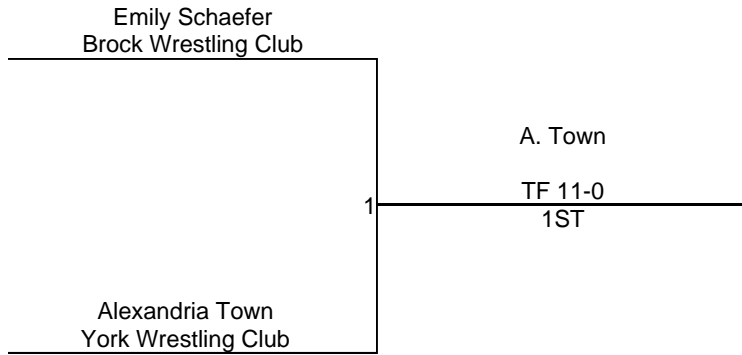 Emily Schaefer
Brock Wrestling Club
A. Town
TF 11-0
1
1ST
Alexandria Town
York Wrestling Club